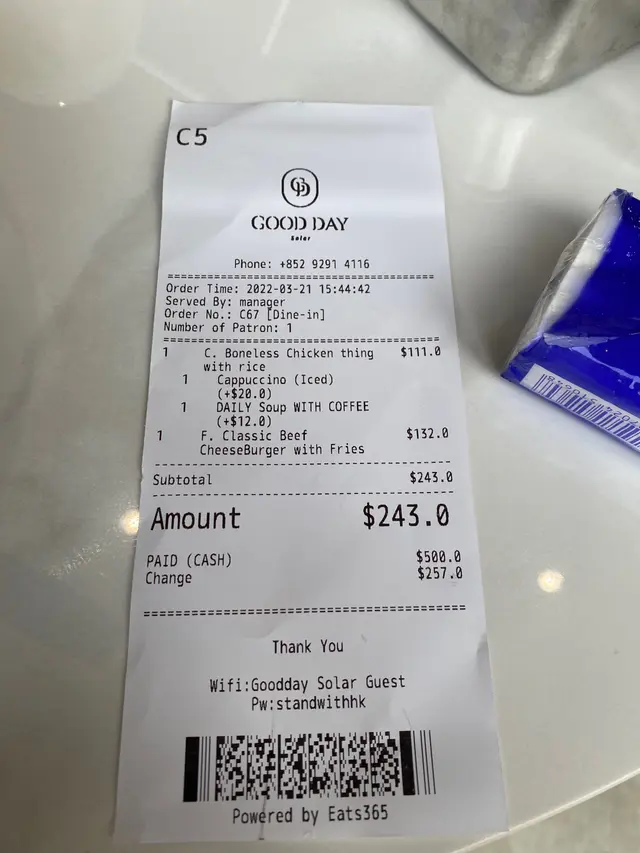 C5
GOOD DAY
Solar
Phone: +852 9291 4116
Order Time: 2022-03-21 15:44:42
Served By: manager
Order No.: C67 [Dine-in]
Number of Patron: 1
1 C. Boneless Chicken thing $111.0
with rice
1 Cappuccino (Iced)
(+$20.0)
1 DAILY Soup WITH COFFEE
(+$12.0)
1 F. Classic Beef $132.0
CheeseBurger with Fries
Subtotal $243.0
Amount $243.0
PAID (CASH) $500.0
Change $257.0
Thank You
Wifi:Goodday Solar Guest
Pw:standwithhk
Powered by Eats365